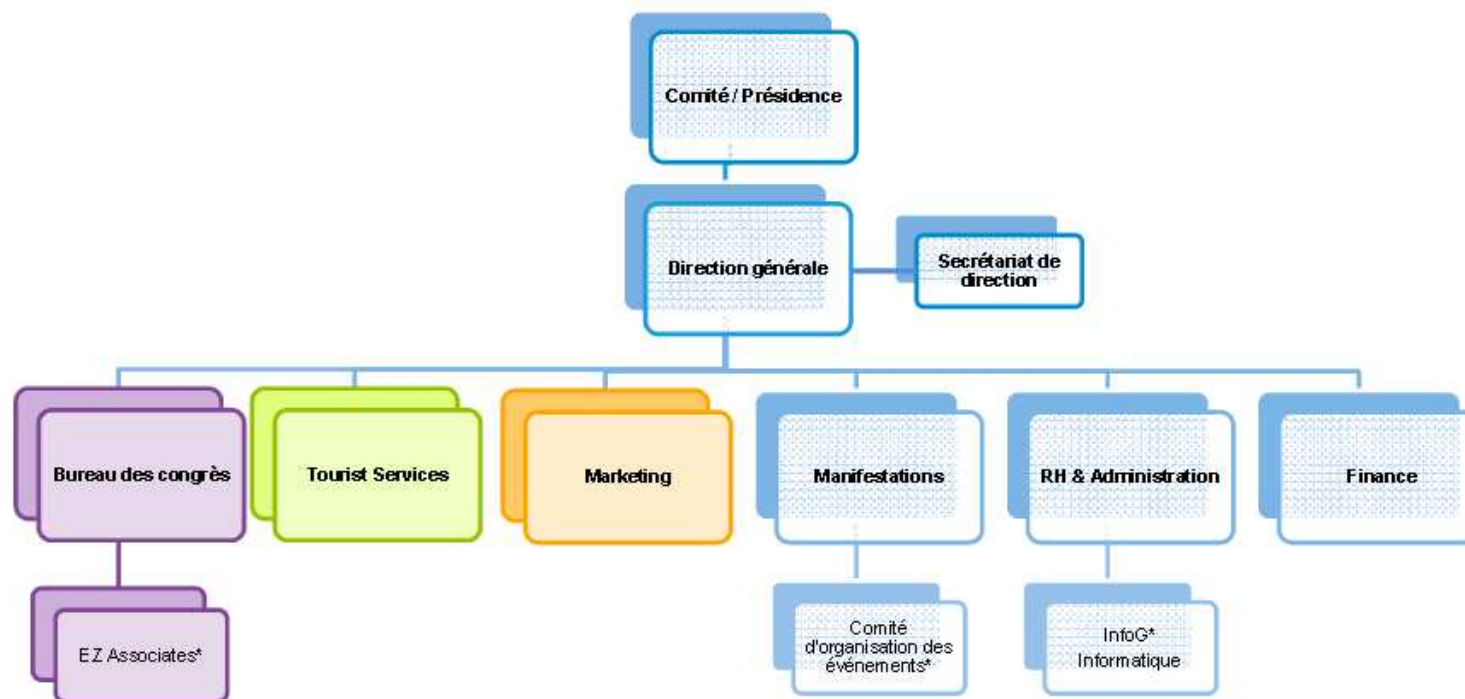 Comité / Présidence
Direction générale
Secrétariat de
direction
Bureau des congrès
Tourist Services
Marketing
Manifestations
RH & Administration
Finance
EZ Associates*
Comité
d'organisation des
événements*
InfoG*
Informatique